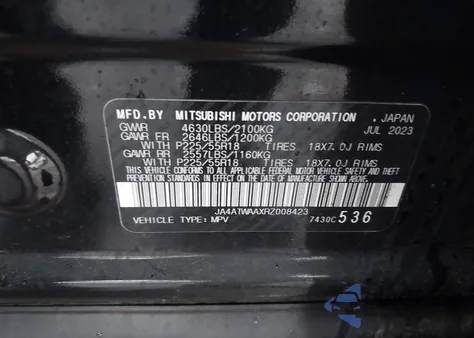 MFD.BY MITSUBISHI MOTORS CORPORATION . JAPAN
GVWR 4630LBS/2100KG JUL 2023
GAWR FR 2646LBS/1200KG
W P225/55R18 TIRES 18X7.0J RIMS
GAWR RR 2557LBS/1160KG
W P225/55R18 TIRES 18X7.0J RIMS
THIS VEHICLE CONFORMS TO ALL APPLICABLE FEDERAL MOTOR VEHICLE SAFETY AND THEFT
PREVENTION STANDARDS IN EFFECT ON THE DATE OF MANUFACTURE SHOWN ABOVE.
JA4ATWAAXRZ008423
VEHICLE TYPE: MPV 7430C 536